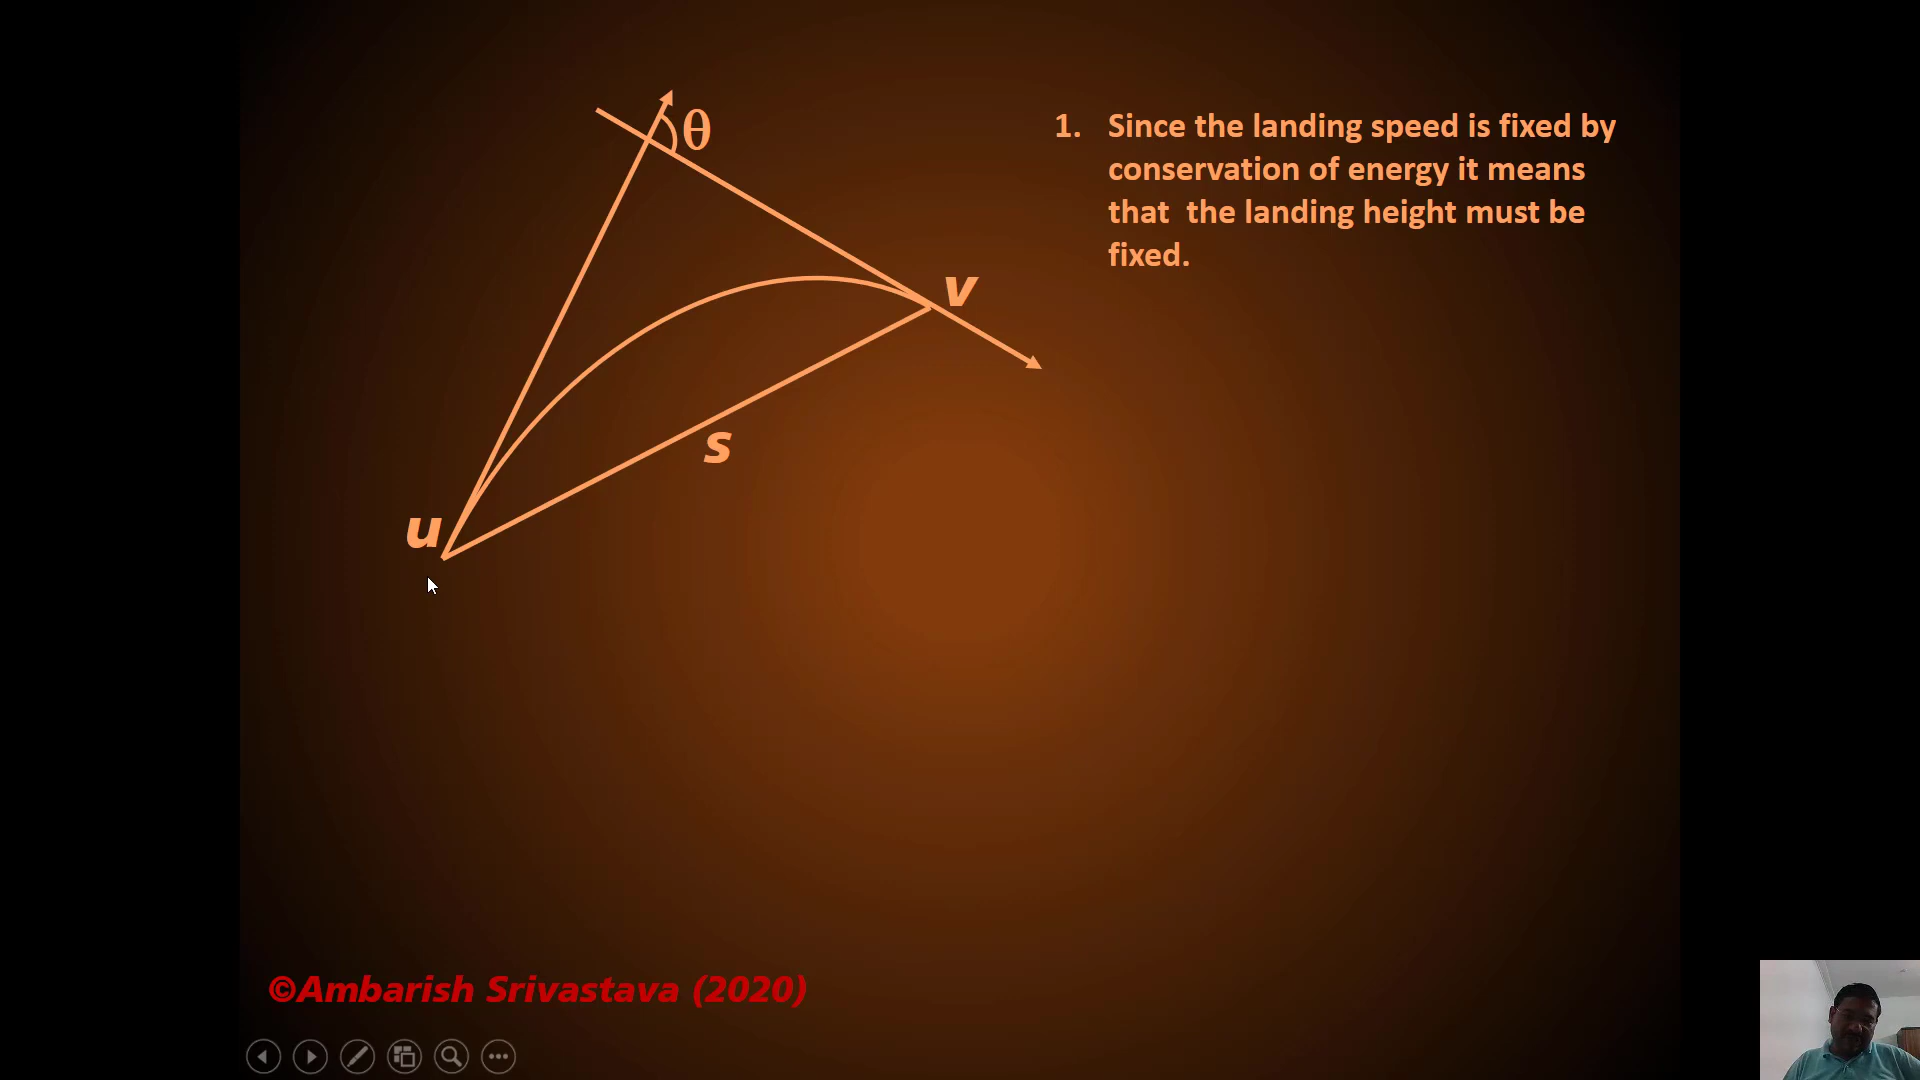 θ
1. Since the landing speed is fixed by
conservation of energy it means
that  the landing height must be
fixed.
v
s
u
©Ambarish Srivastava (2020)